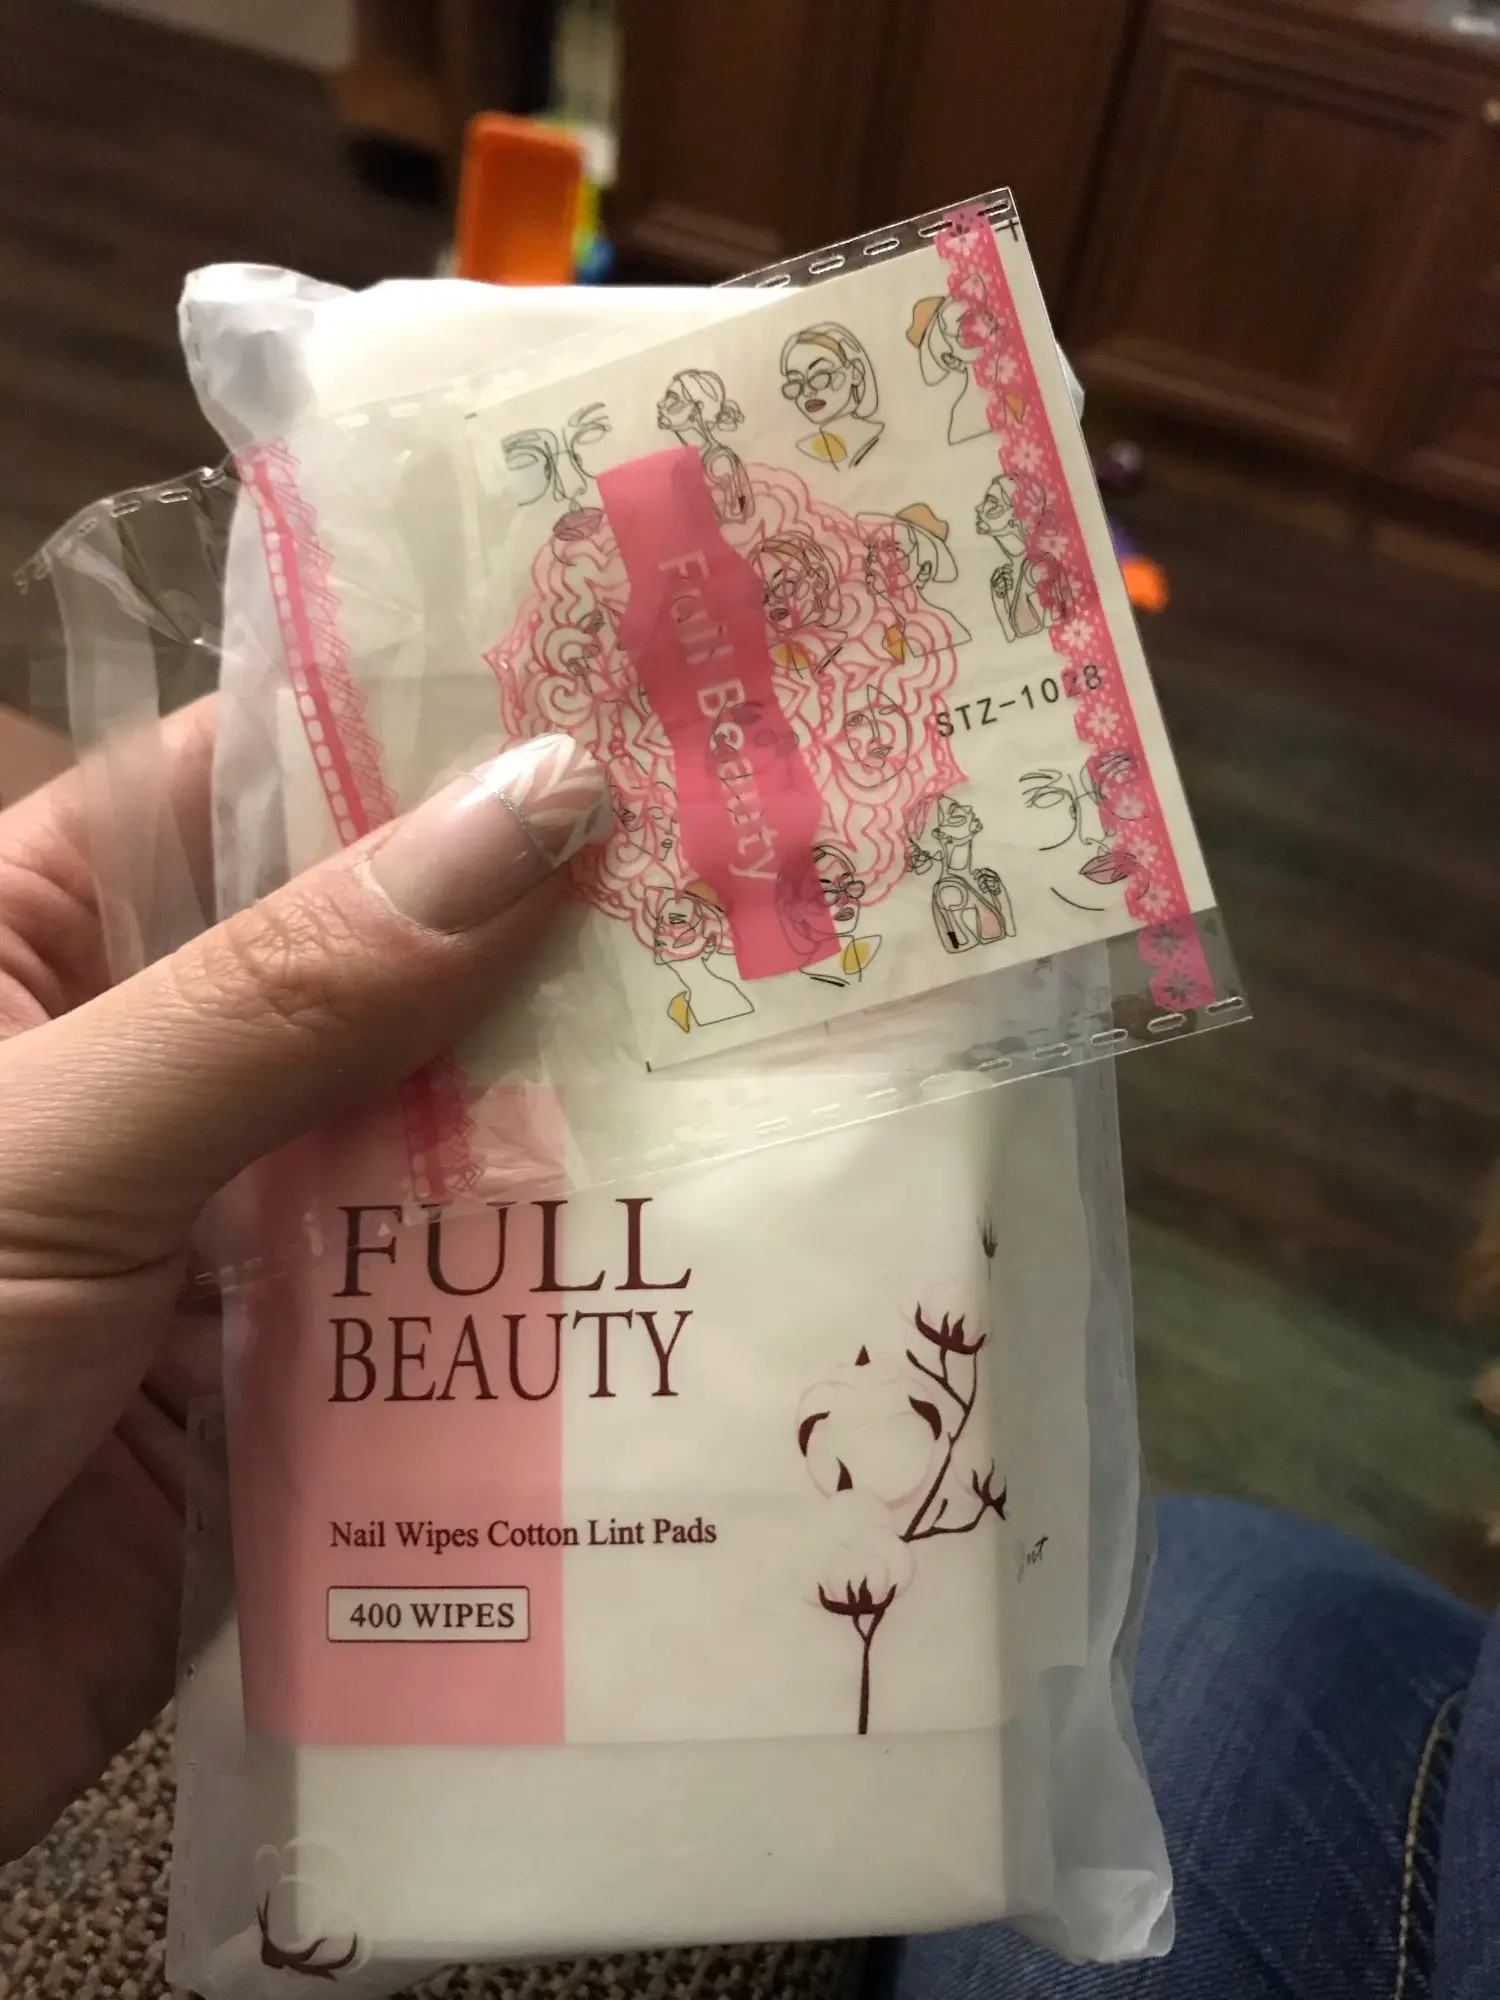 Full Beauty
STZ-1028
FULL
BEAUTY
Nail Wipes Cotton Lint Pads
400 WIPES